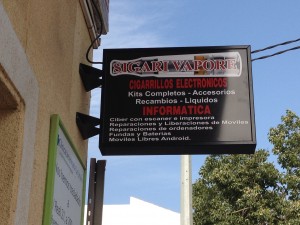 SIGARI VAPORE
CIGARRILLOS ELECTRONICOS
Kits Completos - Accesorios
Recambios - Liquidos
INFORMATICA
Ciber con escaner e impresora
Reparaciones y Liberaciones de Moviles
Reparaciones de ordenadores
Fundas y Baterias
Moviles Libres Android.